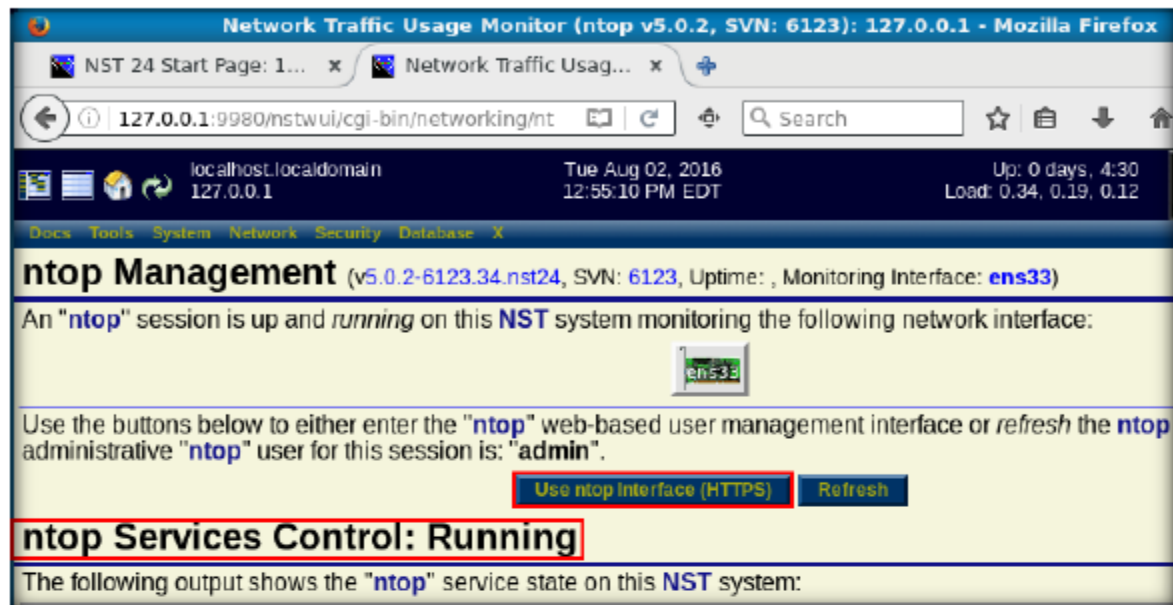 Network Traffic Usage Monitor (ntop v5.0.2, SVN: 6123): 127.0.0.1 - Mozilla Firefox
NST 24 Start Page: 1... x Network Traffic Usag... x
127.0.0.1:9980/nstwui/cgi-bin/networking/nt Search
localhost.localdomain Tue Aug 02, 2016 Up: 0 days, 4:30
127.0.0.1 12:55:10 PM EDT Load: 0.34, 0.19, 0.12
Docs Tools System Network Security Database X
ntop Management (v5.0.2-6123.34.nst24, SVN: 6123, Uptime: , Monitoring Interface: ens33)
An "ntop" session is up and running on this NST system monitoring the following network interface:
ens33
Use the buttons below to either enter the "ntop" web-based user management interface or refresh the ntop
administrative "ntop" user for this session is: "admin".
Use ntop Interface (HTTPS) Refresh
ntop Services Control: Running
The following output shows the "ntop" service state on this NST system: